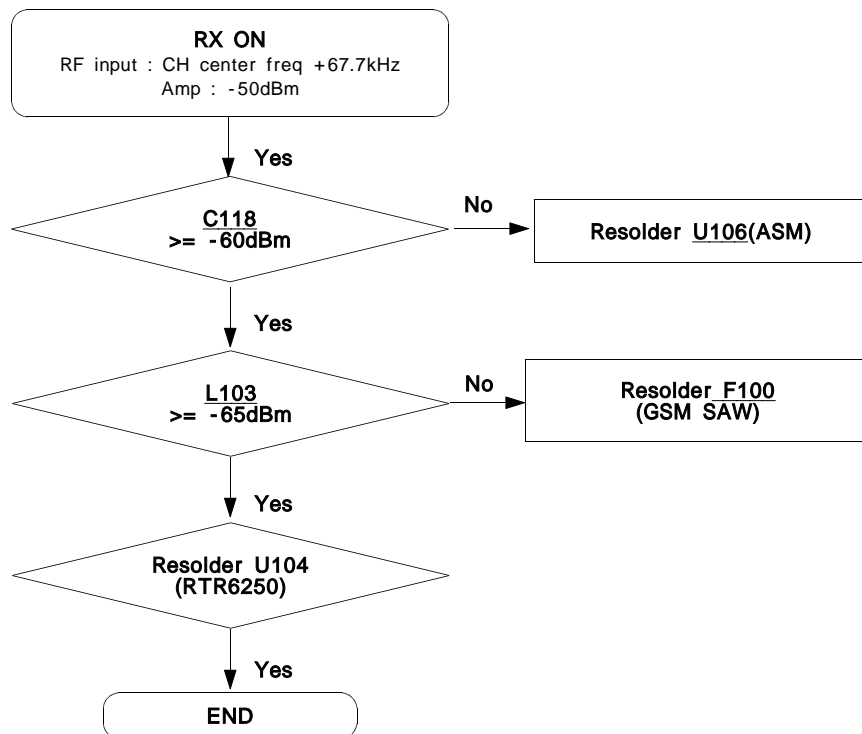 RX ON
RF input : CH center freq +67.7kHz
Amp : -50dBm
Yes
C118
>= -60dBm
No
Resolder U106(ASM)
Yes
L103
>= -65dBm
No
Resolder F100
(GSM SAW)
Yes
Resolder U104
(RTR6250)
Yes
END